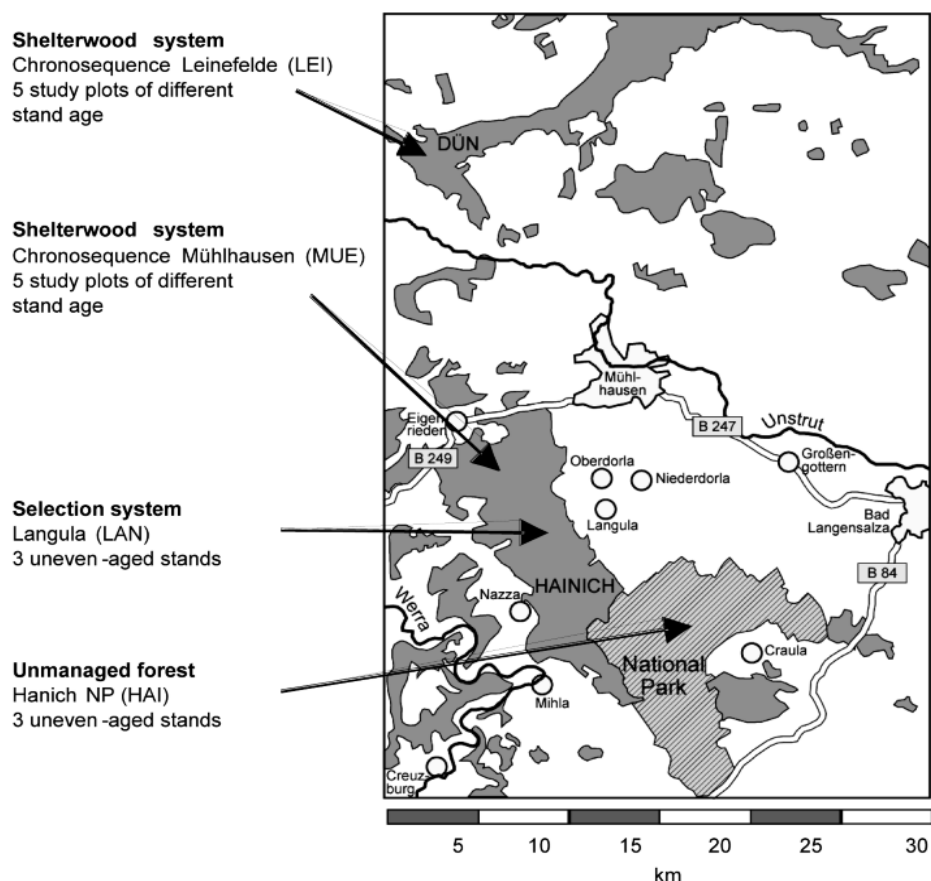 Shelterwood system
Chronosequence Leinefelde (LEI)
5 study plots of different
stand age
DÜN
Shelterwood system
Chronosequence Mühlhausen (MUE)
5 study plots of different
stand age
Mühl-
hausen
Eigen
rieden
B 249
B 247
Unstrut
Großen-
gottern
Oberdorla
Niederdorla
Langula
Bad
Langensalza
Selection system
Langula (LAN)
3 uneven -aged stands
HAINICH
B 84
Nazza
Werra
Unmanaged forest
Hanich NP (HAI)
3 uneven -aged stands
National
Park
Craula
Mihla
Creuz-
burg
5 10 15 20 25 30
km